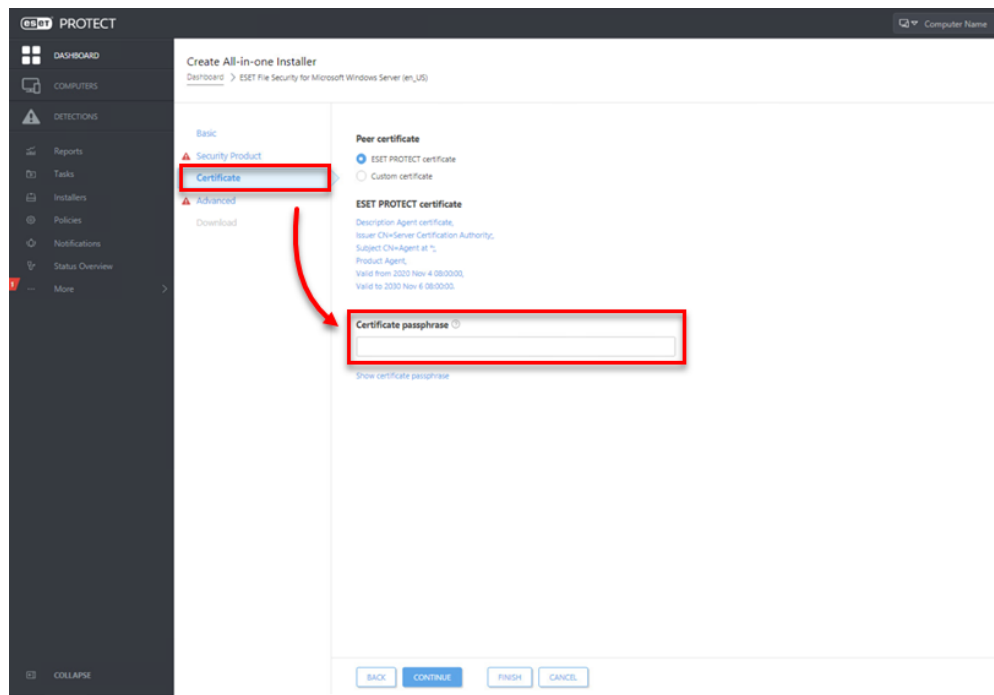 eset PROTECT
Computer Name
DASHBOARD
COMPUTERS
DETECTIONS
Reports
Tasks
Installers
Policies
Notifications
Status Overview
More
COLLAPSE
Create All-in-one Installer
Dashboard > ESET File Security for Microsoft Windows Server (en_US)
Basic
Security Product
Certificate
Advanced
Download
Peer certificate
ESET PROTECT certificate
Custom certificate
ESET PROTECT certificate
Description Agent certificate,
Issuer CN=Server Certification Authority;,
Subject CN=Agent at *;,
Product Agent,
Valid from 2020 Nov 4 08:00:00,
Valid to 2030 Nov 6 08:00:00.
Certificate passphrase
Show certificate passphrase
BACK
CONTINUE
FINISH
CANCEL